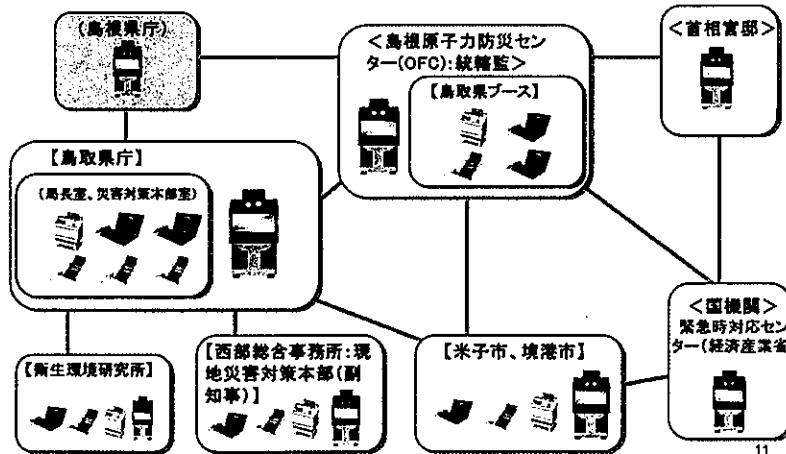 (島根県庁)
<島根原子力防災セン
ター(OFC):統轄監>
【鳥取県ブース】
<首相官邸>
【鳥取県庁】
(局長室、災害対策本部室)
<国機関>
緊急時対応セン
ター(経済産業省
【衛生環境研究所】
【西部総合事務所:現
地災害対策本部(副
知事)】
【米子市、境港市】
11